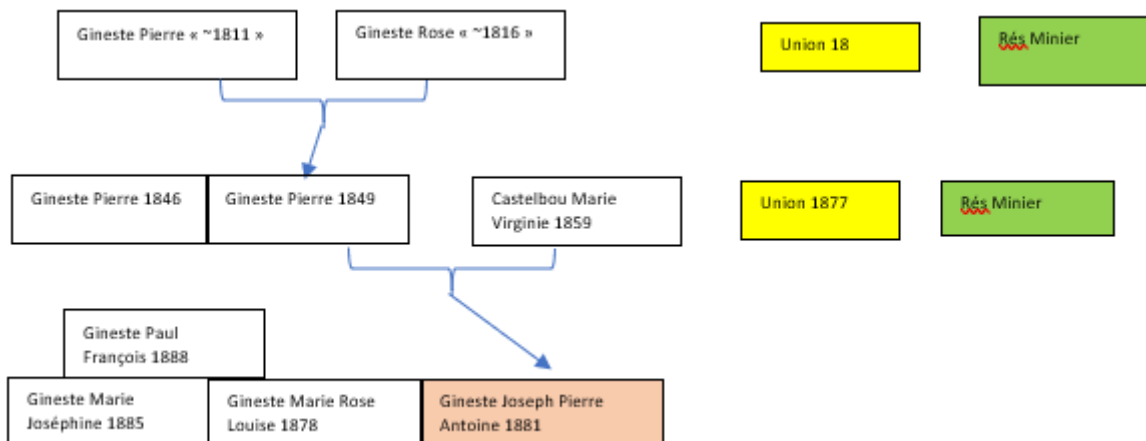 Gineste Pierre « ~1811 »
Gineste Rose « ~1816 »
Union 18
Rés Minier
Gineste Pierre 1846
Gineste Pierre 1849
Castelbou Marie
Virginie 1859
Union 1877
Rés Minier
Gineste Paul
François 1888
Gineste Marie
Joséphine 1885
Gineste Marie Rose
Louise 1878
Gineste Joseph Pierre
Antoine 1881